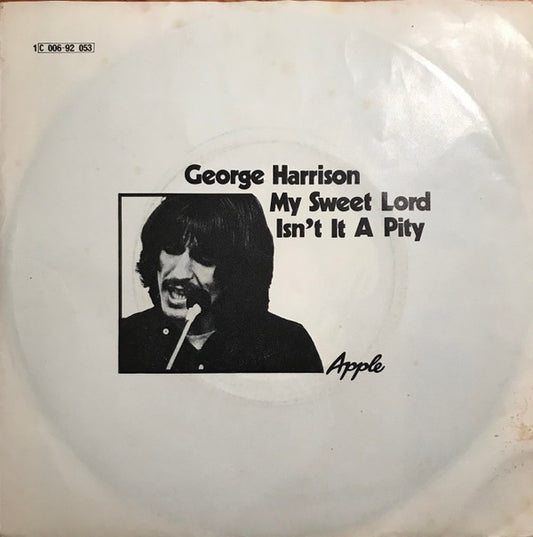 1C 006-92 053
George Harrison
My Sweet Lord
Isn't It A Pity
Apple